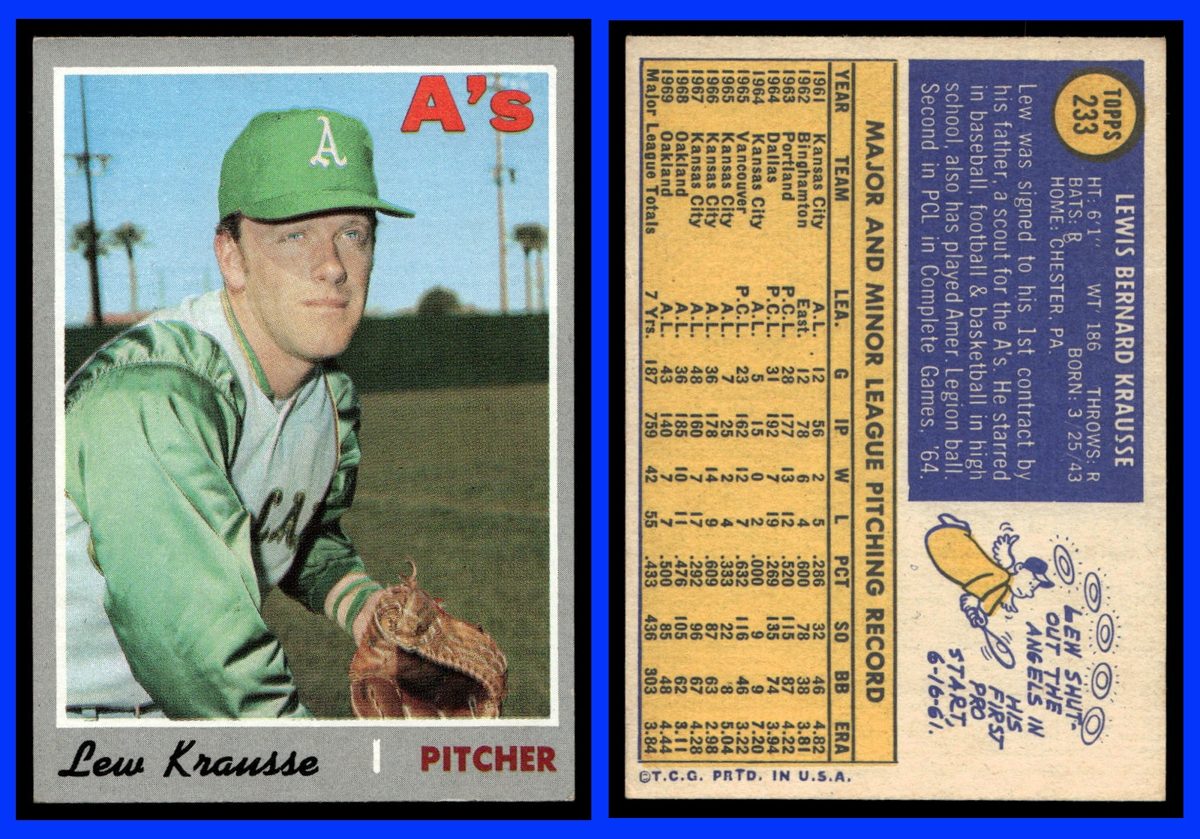 A's
A
CA
Lew Krausse | PITCHER
TOPPS
233
LEWIS BERNARD KRAUSSE
HT: 6'1" WT: 186 THROWS: R
BATS: R BORN: 3/25/43
HOME: CHESTER, PA.
Lew was signed to his 1st contract by
his father, a scout for the A's. He starred
in baseball, football & basketball in high
school, also has played Amer Legion ball.
Second in PCL in Complete Games, '64.
LEW SHUT-
OUT THE
ANGELS IN
HIS FIRST
PRO
START,
6-16-61.
MAJOR AND MINOR LEAGUE PITCHING RECORD
YEAR TEAM LEA. G IP W L PCT SO BB ERA
1961 Kansas City A.L. 12 56 2 5 .286 32 46 4.82
1962 Binghamton East. 12 78 6 4 .600 78 38 3.81
1963 Portland P.C.L. 28 177 13 12 .520 115 87 4.22
1964 Dallas P.C.L. 31 192 7 19 .269 135 74 3.94
1964 Kansas City A.L. 5 15 0 2 .000 9 9 7.20
1965 Vancouver P.C.L. 23 162 12 7 .632 116 46 3.22
1965 Kansas City A.L. 7 25 2 4 .333 22 8 5.04
1966 Kansas City A.L. 36 178 14 9 .609 87 63 2.98
1967 Kansas City A.L. 48 160 7 17 .292 96 67 4.28
1968 Oakland A.L. 36 185 10 11 .476 105 62 3.11
1969 Oakland A.L. 43 140 7 7 .500 85 48 4.44
Major League Totals 7 Yrs. 187 759 42 55 .433 436 303 3.84
©T.C.G. PRTD. IN U.S.A.